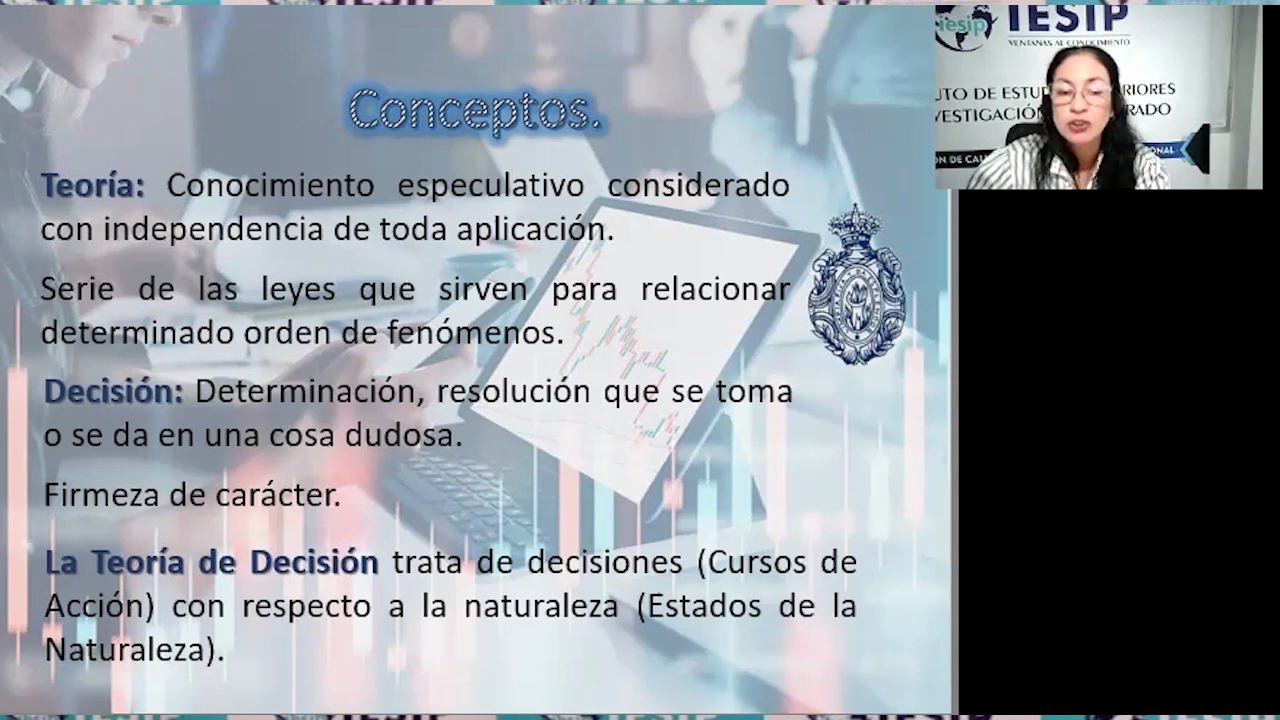 Conceptos.
Teoría: Conocimiento especulativo considerado
con independencia de toda aplicación.
Serie de las leyes que sirven para relacionar
determinado orden de fenómenos.
Decisión: Determinación, resolución que se toma
o se da en una cosa dudosa.
Firmeza de carácter.
La Teoría de Decisión trata de decisiones (Cursos de
Acción) con respecto a la naturaleza (Estados de la
Naturaleza).
iesip
IESIP
VENTANAS AL CONOCIMIENTO